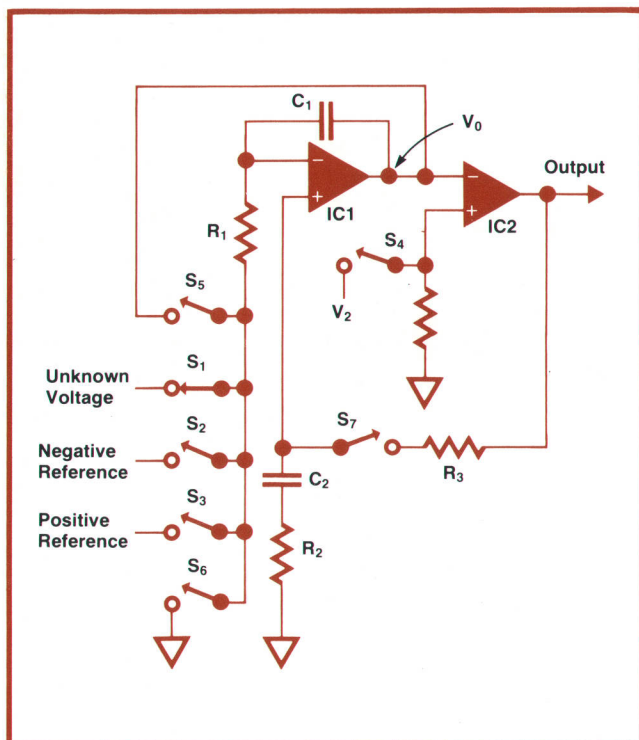 C₁
V₀
Output
−
+
IC1
−
+
IC2
R₁
S₄
V₂
S₅
Unknown
Voltage
S₁
S₇
Negative
Reference
S₂
R₃
C₂
Positive
Reference
S₃
R₂
S₆